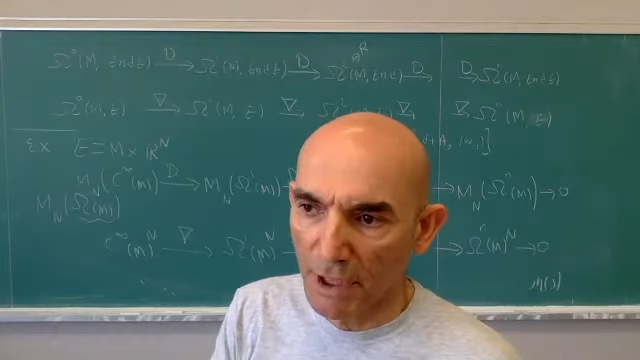 Ω⁰(M, End E) —D→ Ω¹(M, End E) —D→ Ω²(M, End E) —D→ —D→ Ωⁿ(M, End E)
Ω⁰(M, E) —∇→ Ω¹(M, E) —∇→ Ω² ∇→ ∇→ Ωⁿ(M, E)
Ex E = M × ℝᴺ d+A,
M_N(C^∞(M)) —D→ M_N(Ω¹(M)) → M_N(Ωⁿ(M)) → 0
M_N(Ω(M))
C^∞(M)ᴺ —∇→ Ω¹(M)ᴺ → Ωⁿ(M)ᴺ → 0